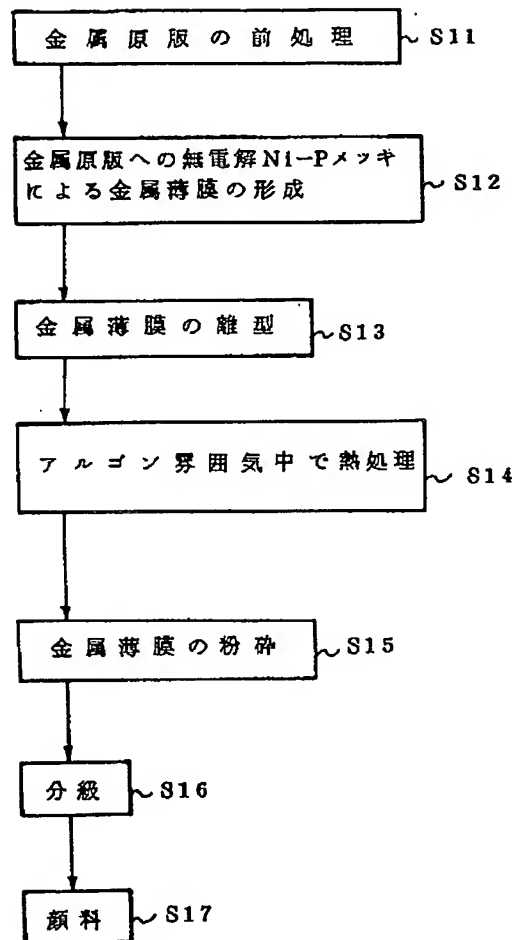 金属原版の前処理 S11
金属原版への無電解Ni-Pメッキ
による金属薄膜の形成 S12
金属薄膜の離型 S13
アルゴン雰囲気中で熱処理 S14
金属薄膜の粉砕 S15
分級 S16
顔料 S17